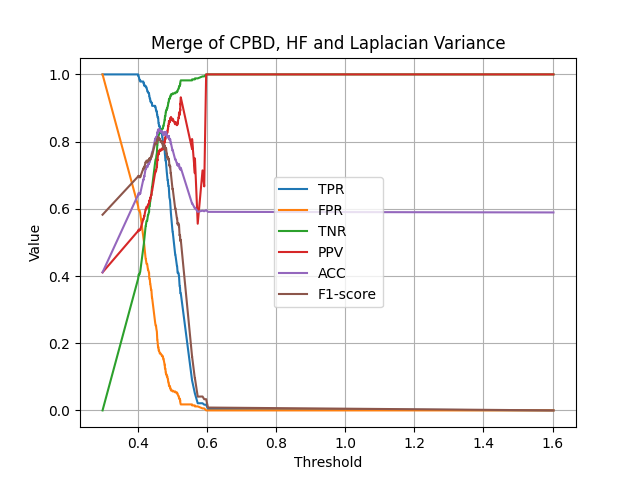 Merge of CPBD, HF and Laplacian Variance
1.0
0.8
0.6
0.4
0.2
0.0
Value
TPR
FPR
TNR
PPV
ACC
F1-score
0.4 0.6 0.8 1.0 1.2 1.4 1.6
Threshold